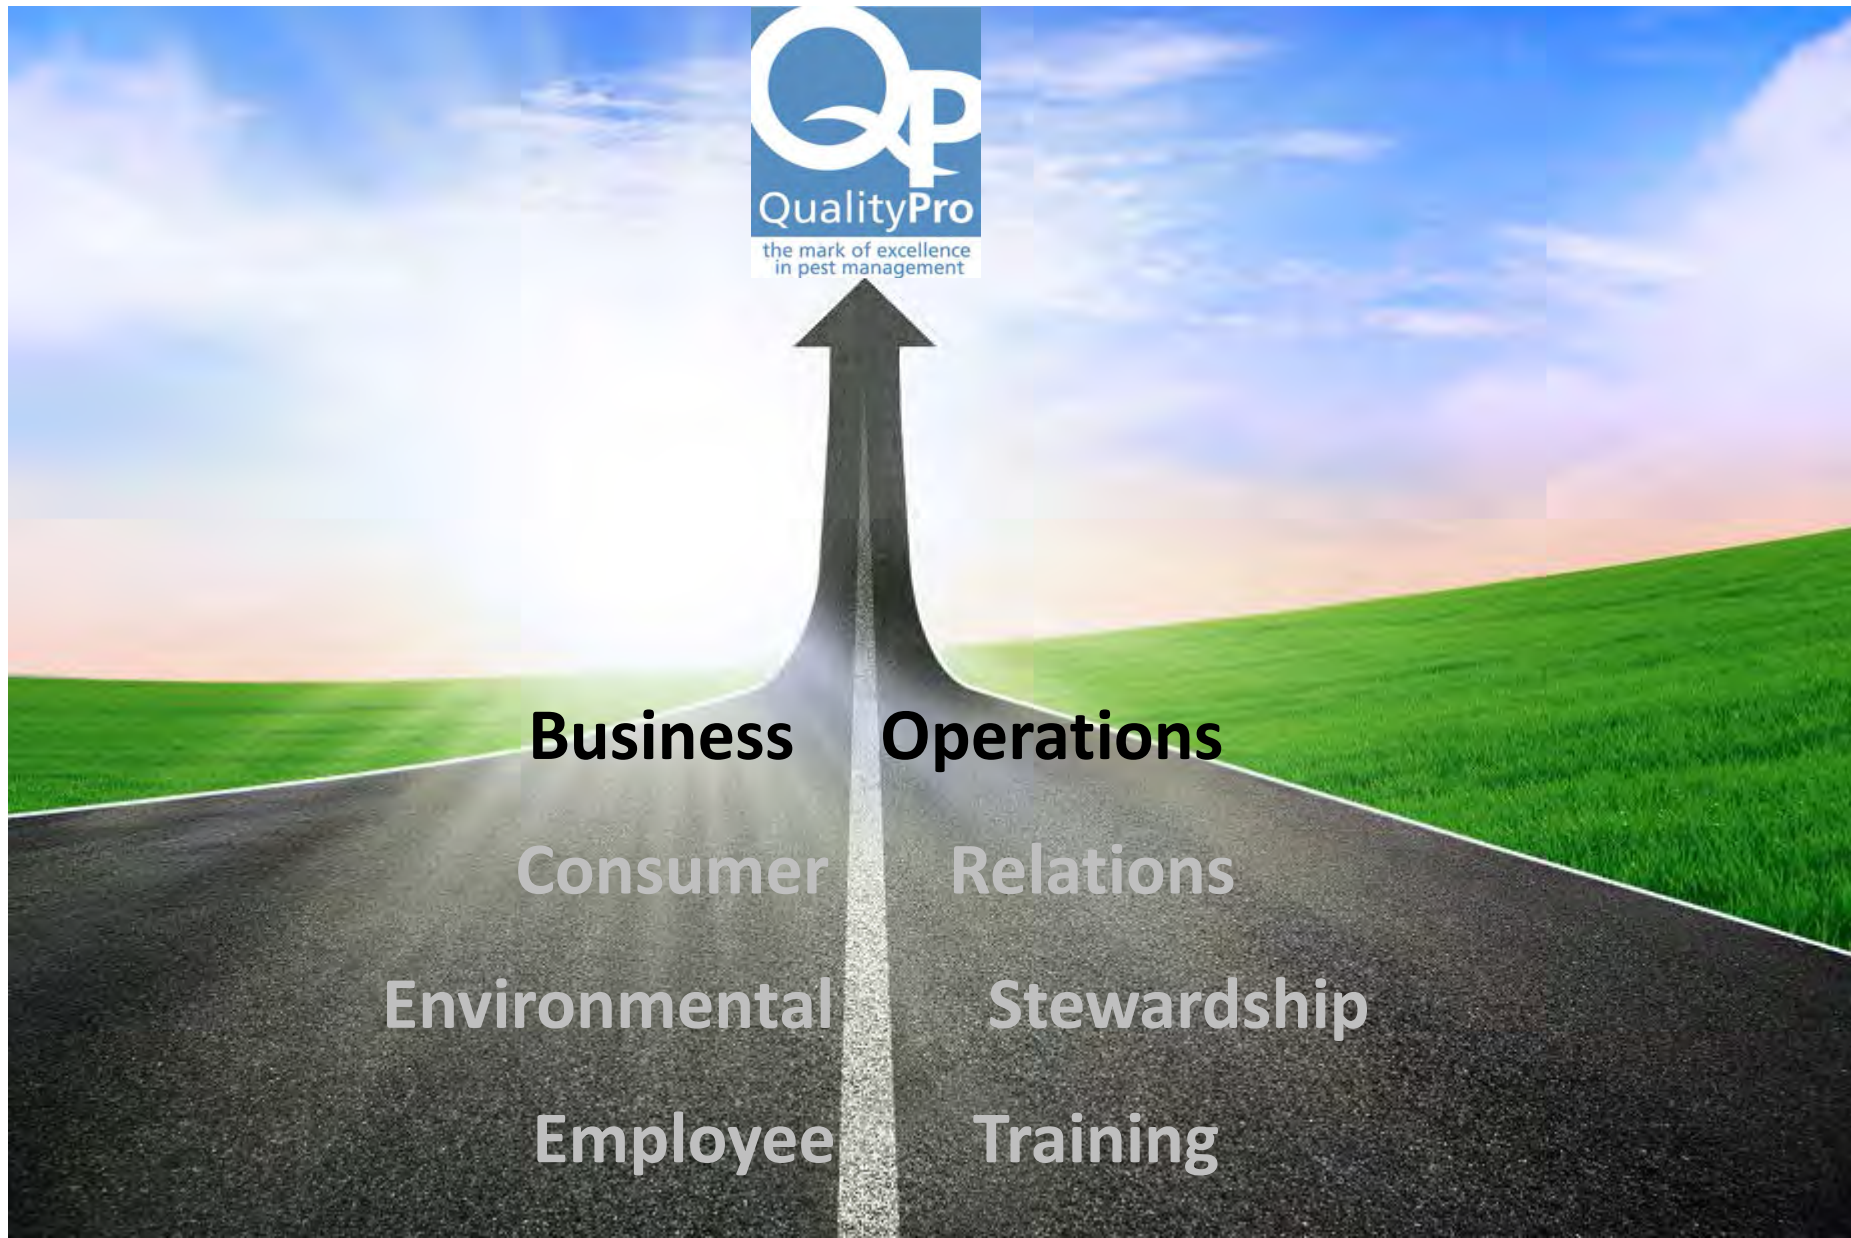 QP
QualityPro
the mark of excellence
in pest management
Business Operations
Consumer Relations
Environmental Stewardship
Employee Training